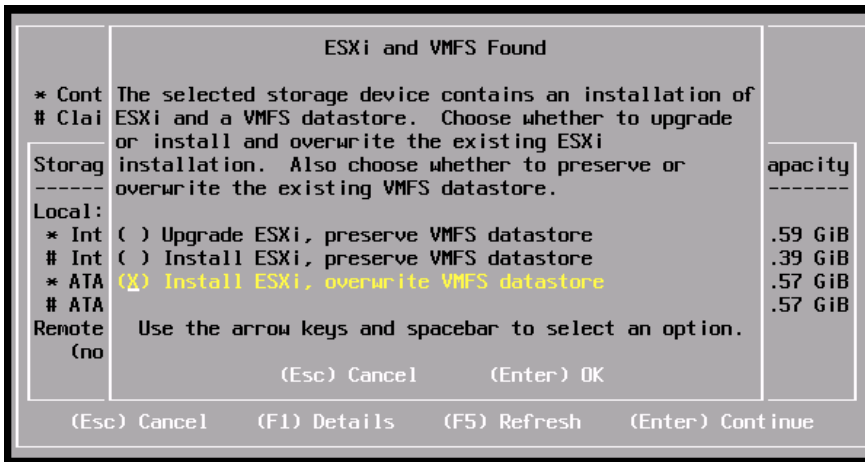 ESXi and VMFS Found
* Cont The selected storage device contains an installation of
# Clai ESXi and a VMFS datastore. Choose whether to upgrade
or install and overwrite the existing ESXi
Storag installation. Also choose whether to preserve or apacity
------ overwrite the existing VMFS datastore. -------
Local:
* Int ( ) Upgrade ESXi, preserve VMFS datastore .59 GiB
# Int ( ) Install ESXi, preserve VMFS datastore .39 GiB
* ATA (X) Install ESXi, overwrite VMFS datastore .57 GiB
# ATA .57 GiB
Remote Use the arrow keys and spacebar to select an option.
(no
(Esc) Cancel (Enter) OK
(Esc) Cancel (F1) Details (F5) Refresh (Enter) Continue